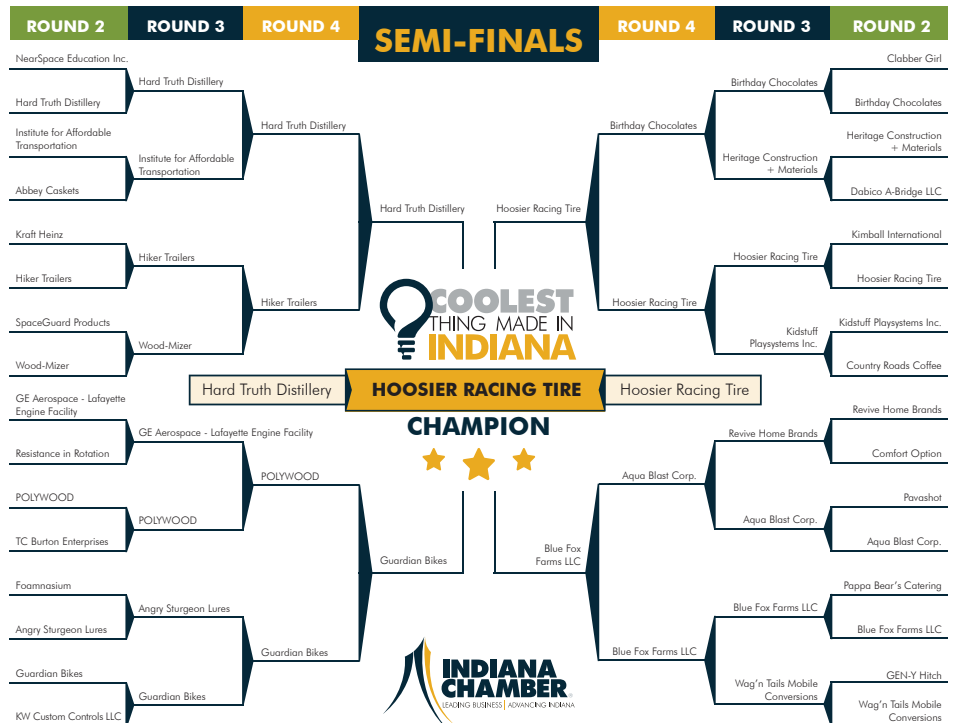 ROUND 2
ROUND 3
ROUND 4
SEMI-FINALS
ROUND 4
ROUND 3
ROUND 2
NearSpace Education Inc.
Hard Truth Distillery
Institute for Affordable
Transportation
Abbey Caskets
Kraft Heinz
Hiker Trailers
SpaceGuard Products
Wood-Mizer
GE Aerospace - Lafayette
Engine Facility
Resistance in Rotation
POLYWOOD
TC Burton Enterprises
Foamnasium
Angry Sturgeon Lures
Guardian Bikes
KW Custom Controls LLC
Hard Truth Distillery
Institute for Affordable
Transportation
Hiker Trailers
Wood-Mizer
GE Aerospace - Lafayette Engine Facility
POLYWOOD
Angry Sturgeon Lures
Guardian Bikes
Hard Truth Distillery
Hiker Trailers
POLYWOOD
Guardian Bikes
Hard Truth Distillery
Guardian Bikes
COOLEST
THING MADE IN
INDIANA
Hard Truth Distillery
HOOSIER RACING TIRE
Hoosier Racing Tire
CHAMPION
INDIANA
CHAMBER
LEADING BUSINESS | ADVANCING INDIANA
Hoosier Racing Tire
Blue Fox
Farms LLC
Birthday Chocolates
Hoosier Racing Tire
Aqua Blast Corp.
Blue Fox Farms LLC
Birthday Chocolates
Heritage Construction
+ Materials
Hoosier Racing Tire
Kidstuff
Playsystems Inc.
Revive Home Brands
Aqua Blast Corp.
Blue Fox Farms LLC
Wag'n Tails Mobile
Conversions
Clabber Girl
Birthday Chocolates
Heritage Construction
+ Materials
Dabico A-Bridge LLC
Kimball International
Hoosier Racing Tire
Kidstuff Playsystems Inc.
Country Roads Coffee
Revive Home Brands
Comfort Option
Pavashot
Aqua Blast Corp.
Pappa Bear's Catering
Blue Fox Farms LLC
GEN-Y Hitch
Wag'n Tails Mobile
Conversions